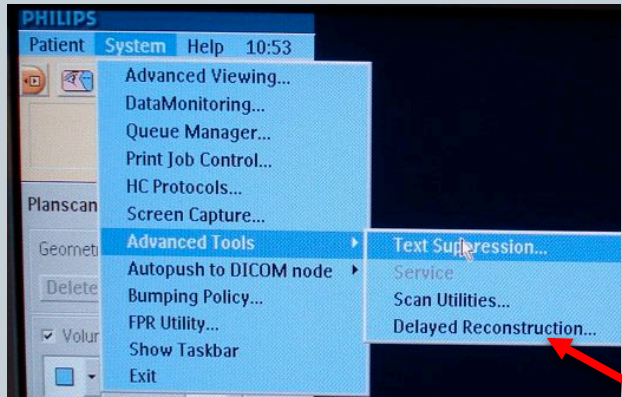 PHILIPS
Patient System Help 10:53
Advanced Viewing...
DataMonitoring...
Queue Manager...
Print Job Control...
HC Protocols...
Screen Capture...
Advanced Tools
Autopush to DICOM node
Bumping Policy...
FPR Utility...
Show Taskbar
Exit
Text Suppression...
Service
Scan Utilities...
Delayed Reconstruction...
Planscan
Geomet
Delete
Volur